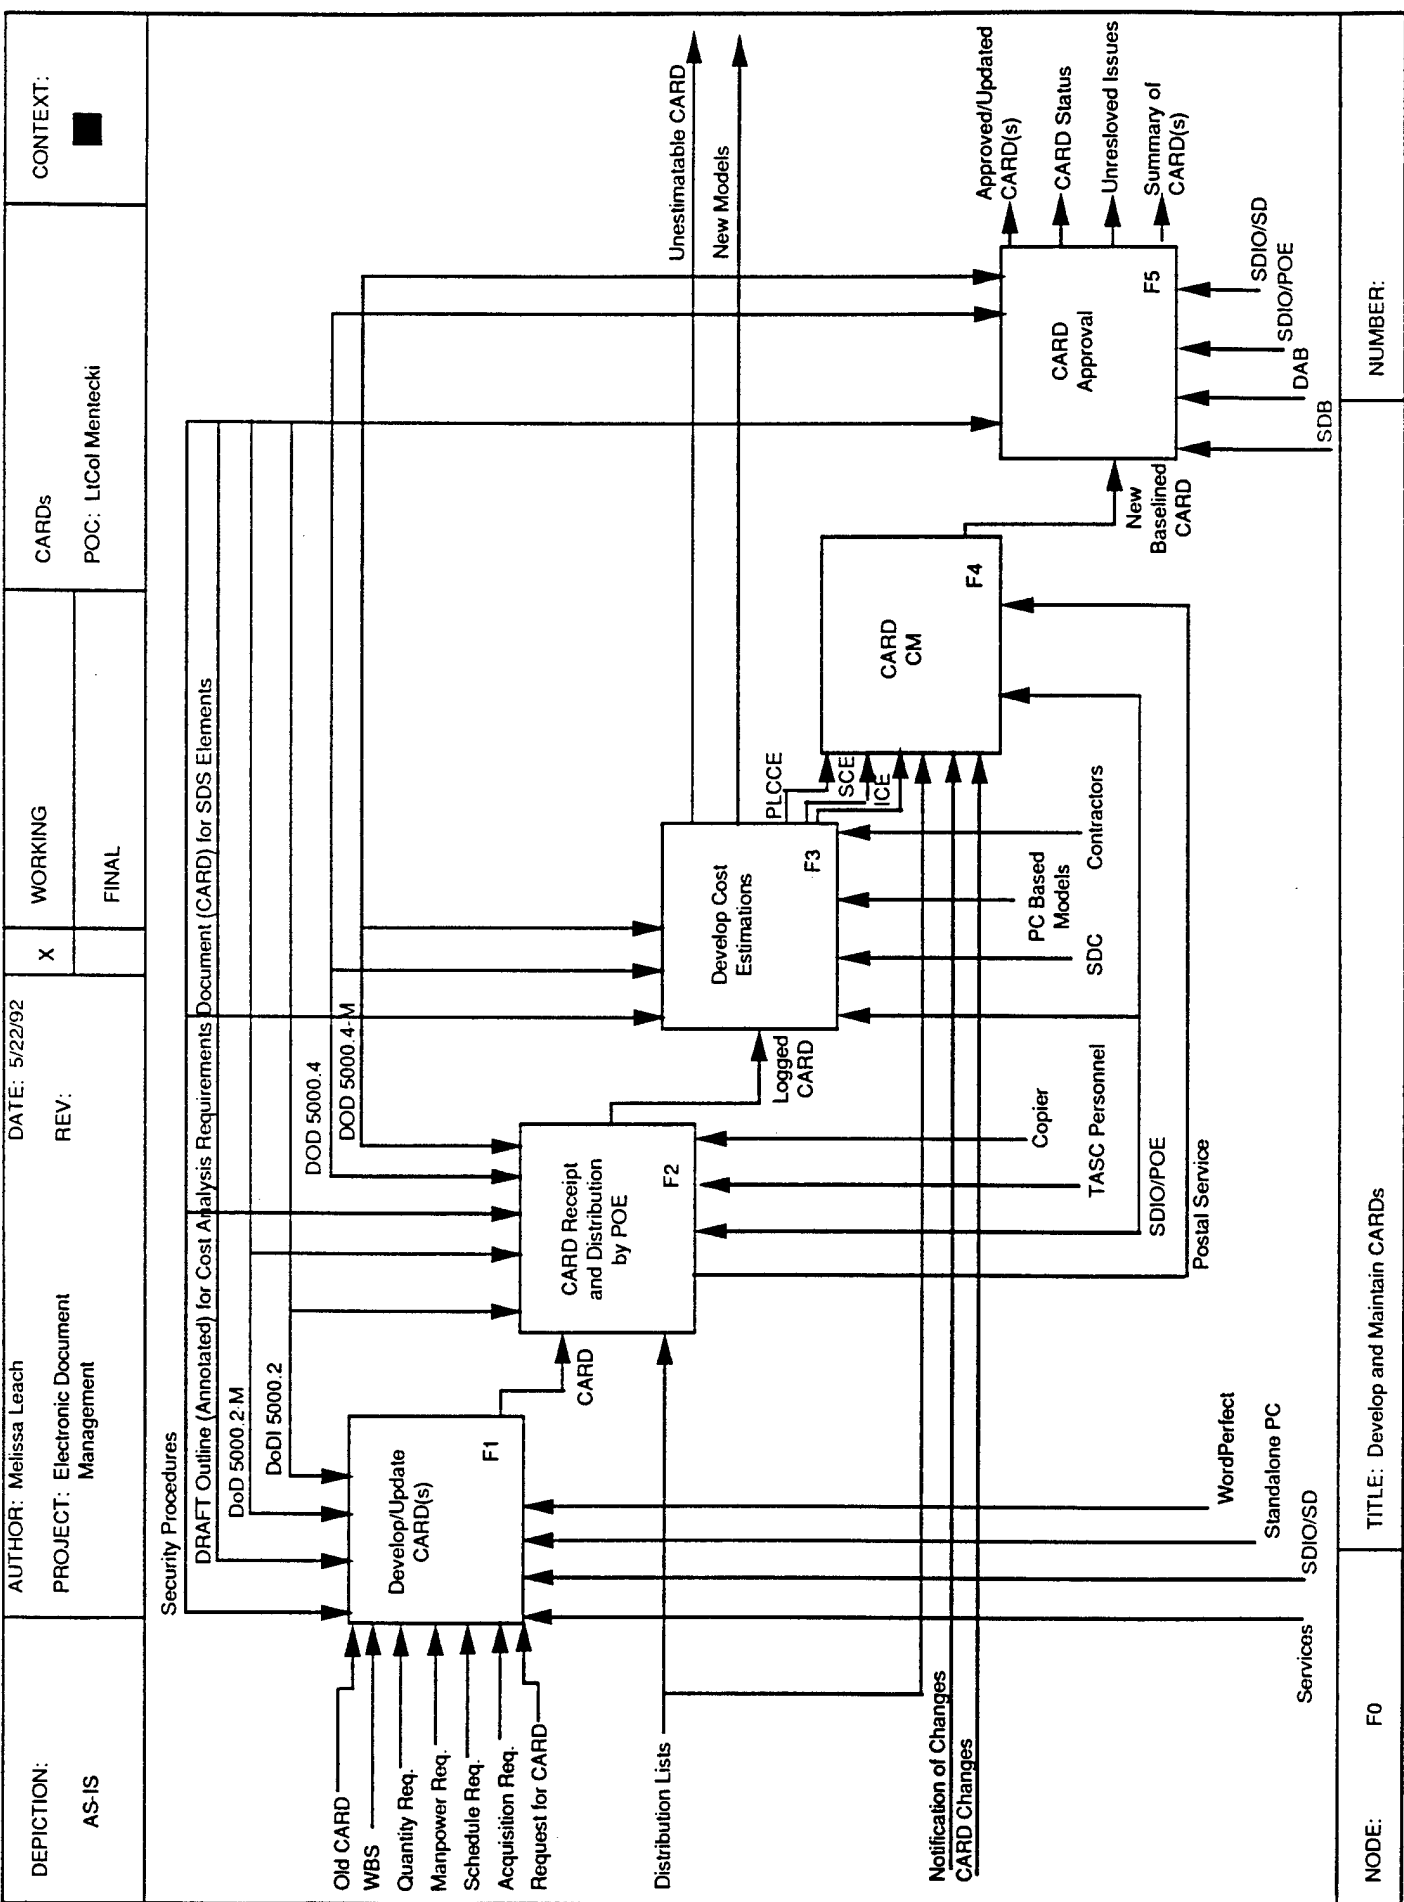 DEPICTION:
AS-IS
AUTHOR: Melissa Leach
PROJECT: Electronic Document
Management
DATE: 5/22/92
REV:
X
WORKING
FINAL
CARDs
POC: LtCol Mentecki
CONTEXT:
Security Procedures
DRAFT Outline (Annotated) for Cost Analysis Requirements Document (CARD) for SDS Elements
DoD 5000.2-M
DoDI 5000.2
DOD 5000.4
DOD 5000.4-M
Old CARD
WBS
Quantity Req.
Manpower Req.
Schedule Req.
Acquisition Req.
Request for CARD
Develop/Update
CARD(s)
F1
CARD
Distribution Lists
CARD Receipt
and Distribution
by POE
F2
Logged
CARD
Develop Cost
Estimations
F3
Unestimatable CARD
New Models
PLCCE
SCE
ICE
Notification of Changes
CARD Changes
CARD
CM
F4
New
Baselined
CARD
CARD
Approval
F5
Approved/Updated
CARD(s)
CARD Status
Unresloved Issues
Summary of
CARD(s)
Services
SDIO/SD
Standalone PC
WordPerfect
Postal Service
SDIO/POE
TASC Personnel
Copier
SDC
PC Based
Models
Contractors
SDB
DAB
SDIO/POE
SDIO/SD
NODE: F0
TITLE: Develop and Maintain CARDs
NUMBER: